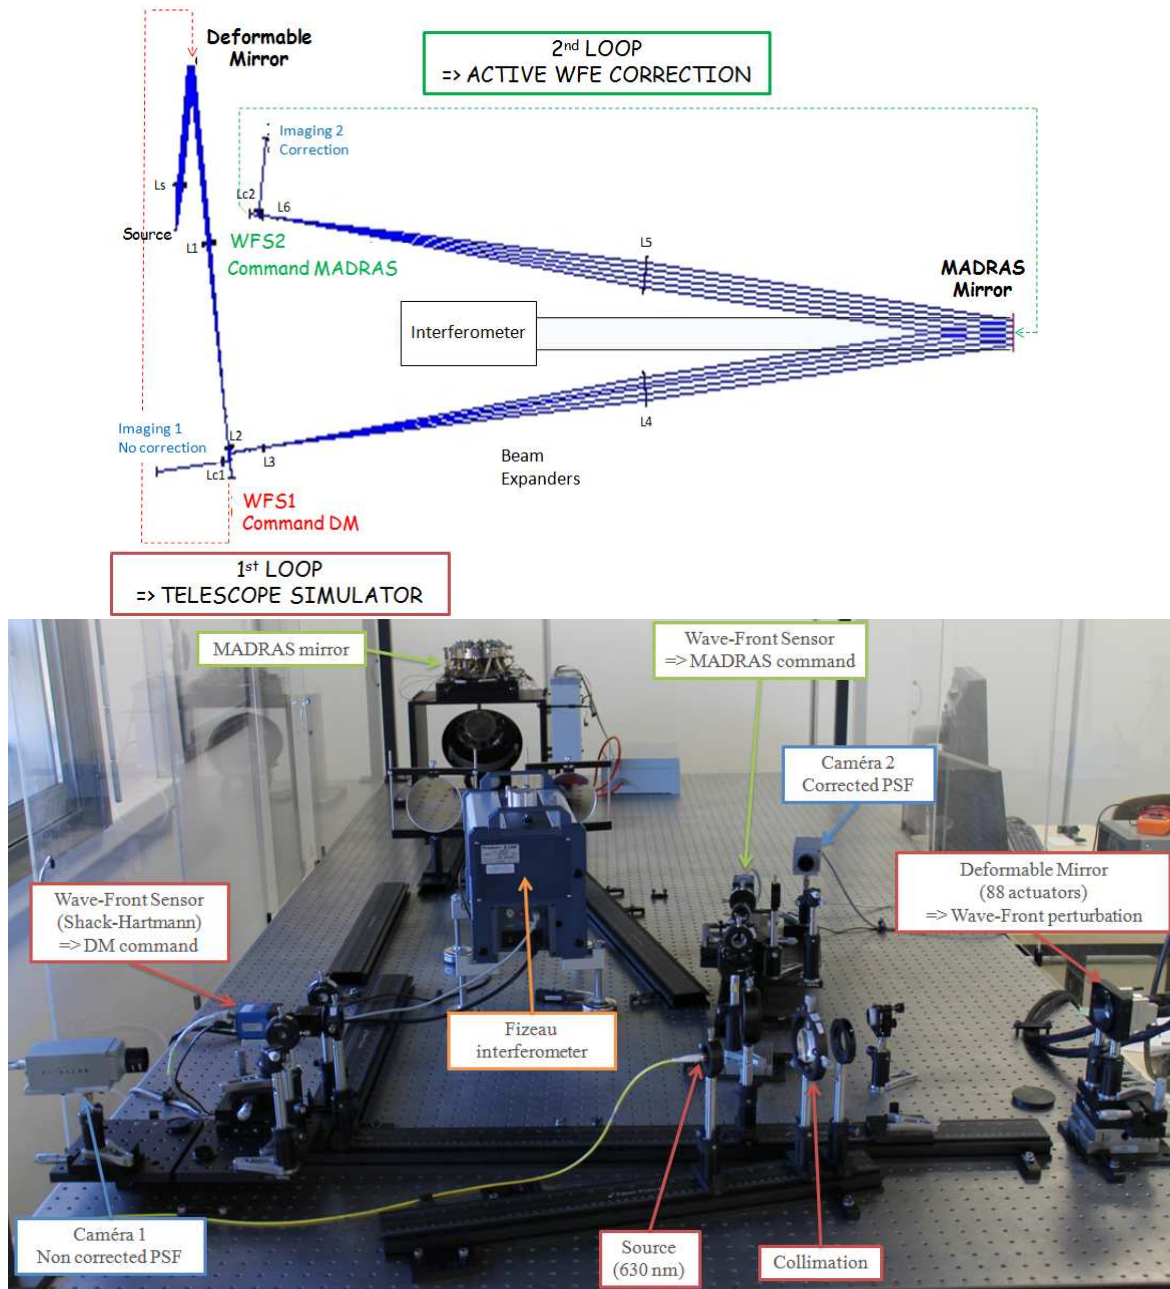 Deformable
Mirror
2nd LOOP
=> ACTIVE WFE CORRECTION
Imaging 2
Correction
Ls
Lc2
L6
Source
L1
WFS2
Command MADRAS
L5
MADRAS
Mirror
Interferometer
Imaging 1
No correction
L2
Lc1
L3
L4
Beam
Expanders
WFS1
Command DM
1st LOOP
=> TELESCOPE SIMULATOR
MADRAS mirror
Wave-Front Sensor
=> MADRAS command
Caméra 2
Corrected PSF
Wave-Front Sensor
(Shack-Hartmann)
=> DM command
Deformable Mirror
(88 actuators)
=> Wave-Front perturbation
Fizeau
interferometer
Caméra 1
Non corrected PSF
Source
(630 nm)
Collimation